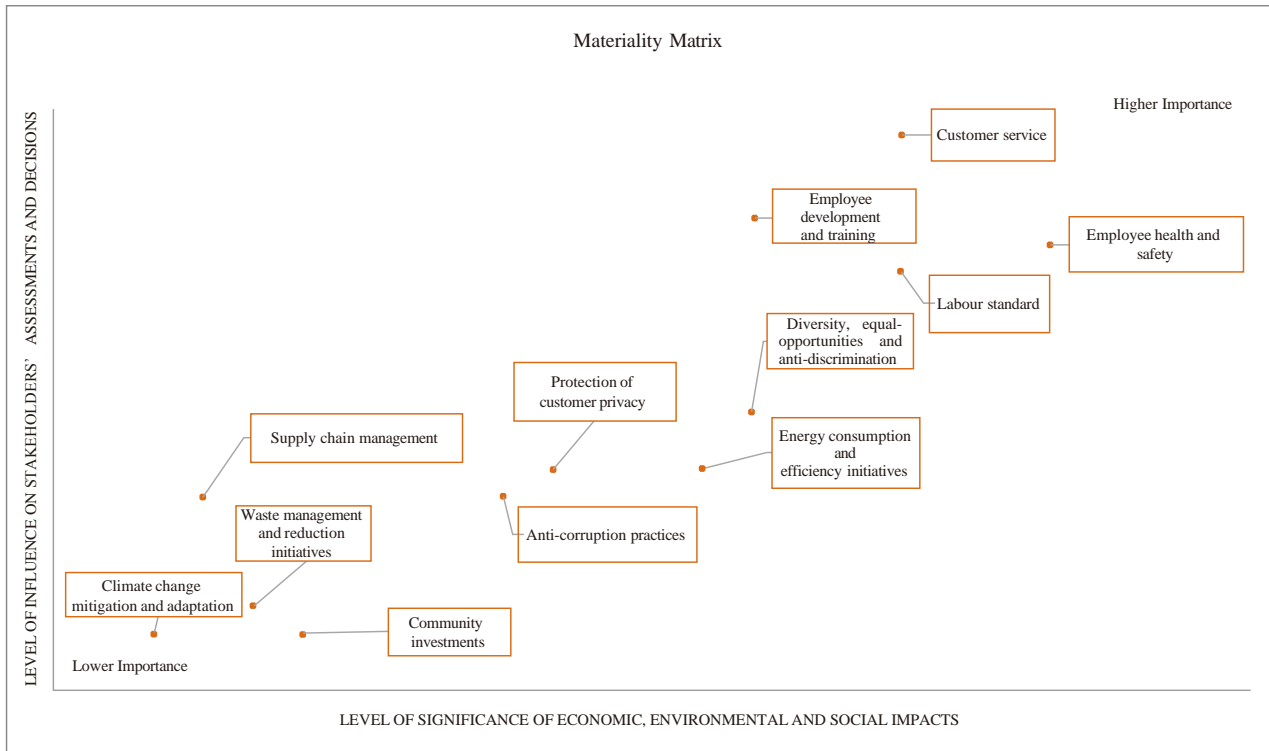 Materiality Matrix
Higher Importance
LEVEL OF INFLUENCE ON STAKEHOLDERS’ ASSESSMENTS AND DECISIONS
Customer service
Employee
development
and training
Employee health and
safety
Labour standard
Diversity, equal-
opportunities and
anti-discrimination
Protection of
customer privacy
Supply chain management
Energy consumption
and
efficiency initiatives
Waste management
and reduction
initiatives
Anti-corruption practices
Climate change
mitigation and adaptation
Community
investments
Lower Importance
LEVEL OF SIGNIFICANCE OF ECONOMIC, ENVIRONMENTAL AND SOCIAL IMPACTS